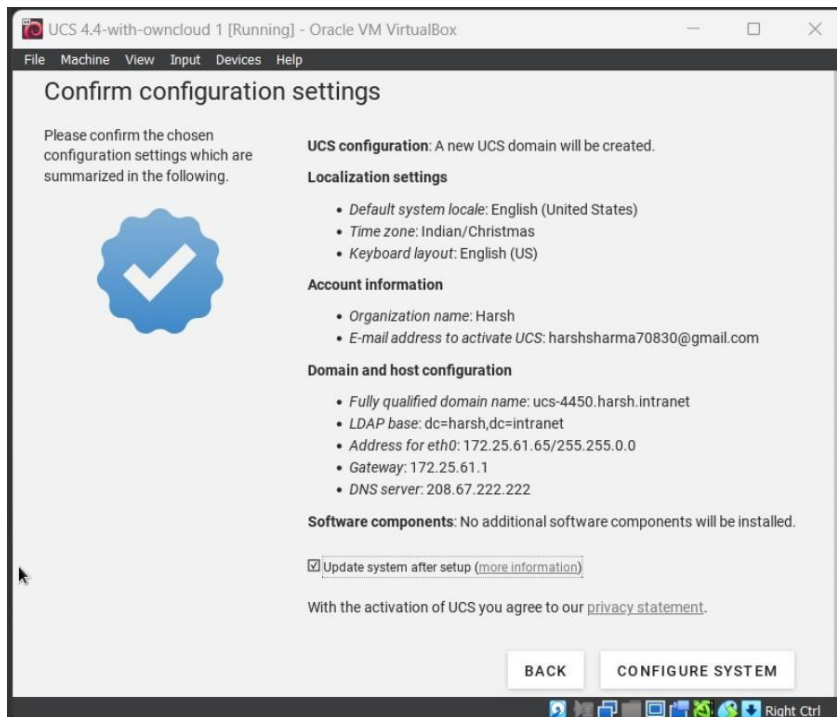 UCS 4.4-with-owncloud 1 [Running] - Oracle VM VirtualBox
File Machine View Input Devices Help
Confirm configuration settings
Please confirm the chosen
configuration settings which are
summarized in the following.
UCS configuration: A new UCS domain will be created.
Localization settings
• Default system locale: English (United States)
• Time zone: Indian/Christmas
• Keyboard layout: English (US)
Account information
• Organization name: Harsh
• E-mail address to activate UCS: harshsharma70830@gmail.com
Domain and host configuration
• Fully qualified domain name: ucs-4450.harsh.intranet
• LDAP base: dc=harsh,dc=intranet
• Address for eth0: 172.25.61.65/255.255.0.0
• Gateway: 172.25.61.1
• DNS server: 208.67.222.222
Software components: No additional software components will be installed.
Update system after setup (more information)
With the activation of UCS you agree to our privacy statement.
BACK CONFIGURE SYSTEM
Right Ctrl